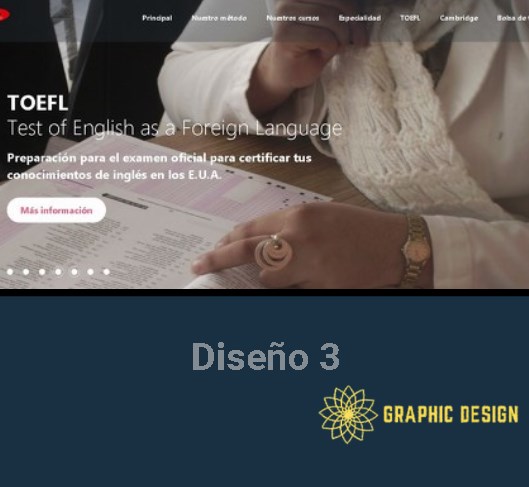 Principal Nuestro método Nuestros cursos Especialidad TOEFL Cambridge Bolsa de
TOEFL
Test of English as a Foreign Language
Preparación para el examen oficial para certificar tus
conocimientos de inglés en los E.U.A.
Más información
Diseño 3
GRAPHIC DESIGN